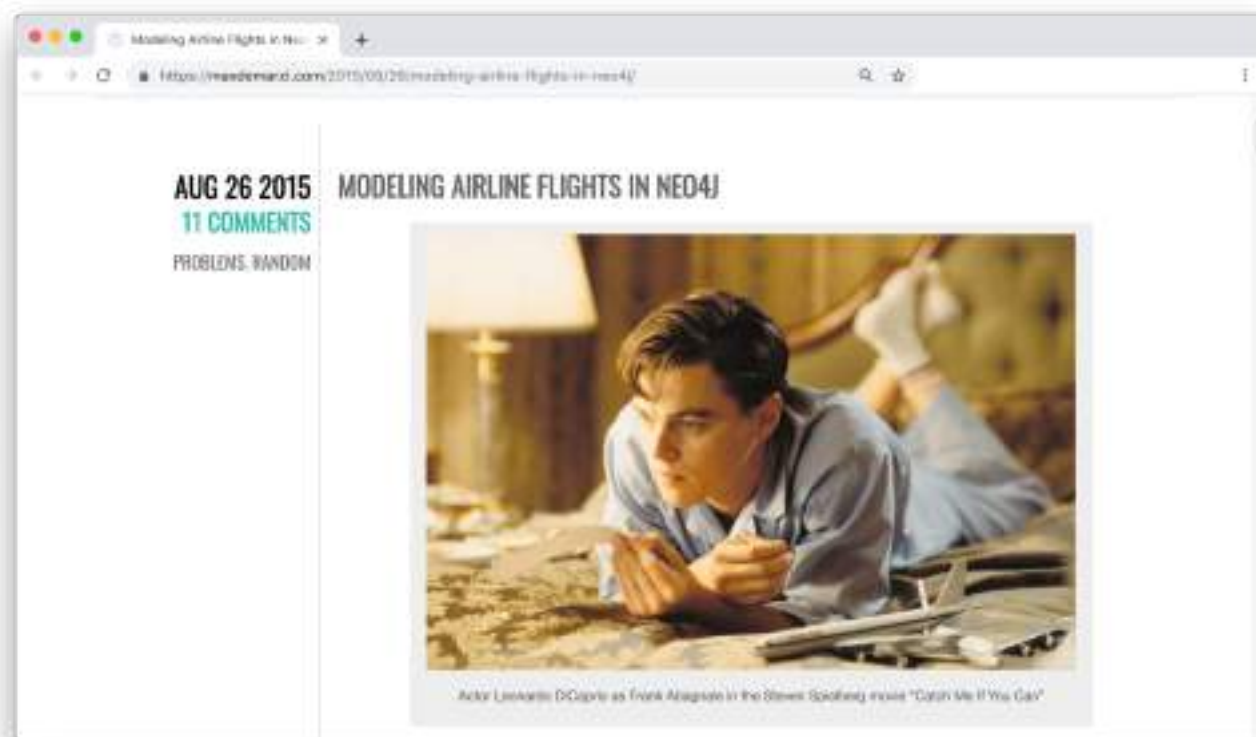 Modeling Airline Flights in Neo
https://maxdemarzi.com/2015/08/26/modeling-airline-flights-in-neo4j/
AUG 26 2015
11 COMMENTS
PROBLEMS, RANDOM
MODELING AIRLINE FLIGHTS IN NEO4J
Actor Leonardo DiCaprio as Frank Abagnale in the Steven Spielberg movie "Catch Me If You Can"